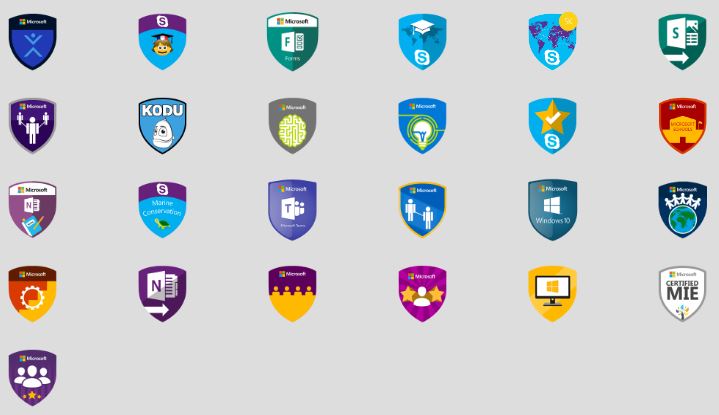 Microsoft
S
Microsoft
F
Forms
S
5K
S
S
Microsoft
KODU
Microsoft
Microsoft
S
Microsoft
MICROSOFT
SCHOOLS
Microsoft
N
S
Marine
Conservation
Microsoft
T
Microsoft Teams
Microsoft
Microsoft
Windows 10
Microsoft
Microsoft
N
Microsoft
Microsoft
Microsoft
CERTIFIED
MIE
Microsoft